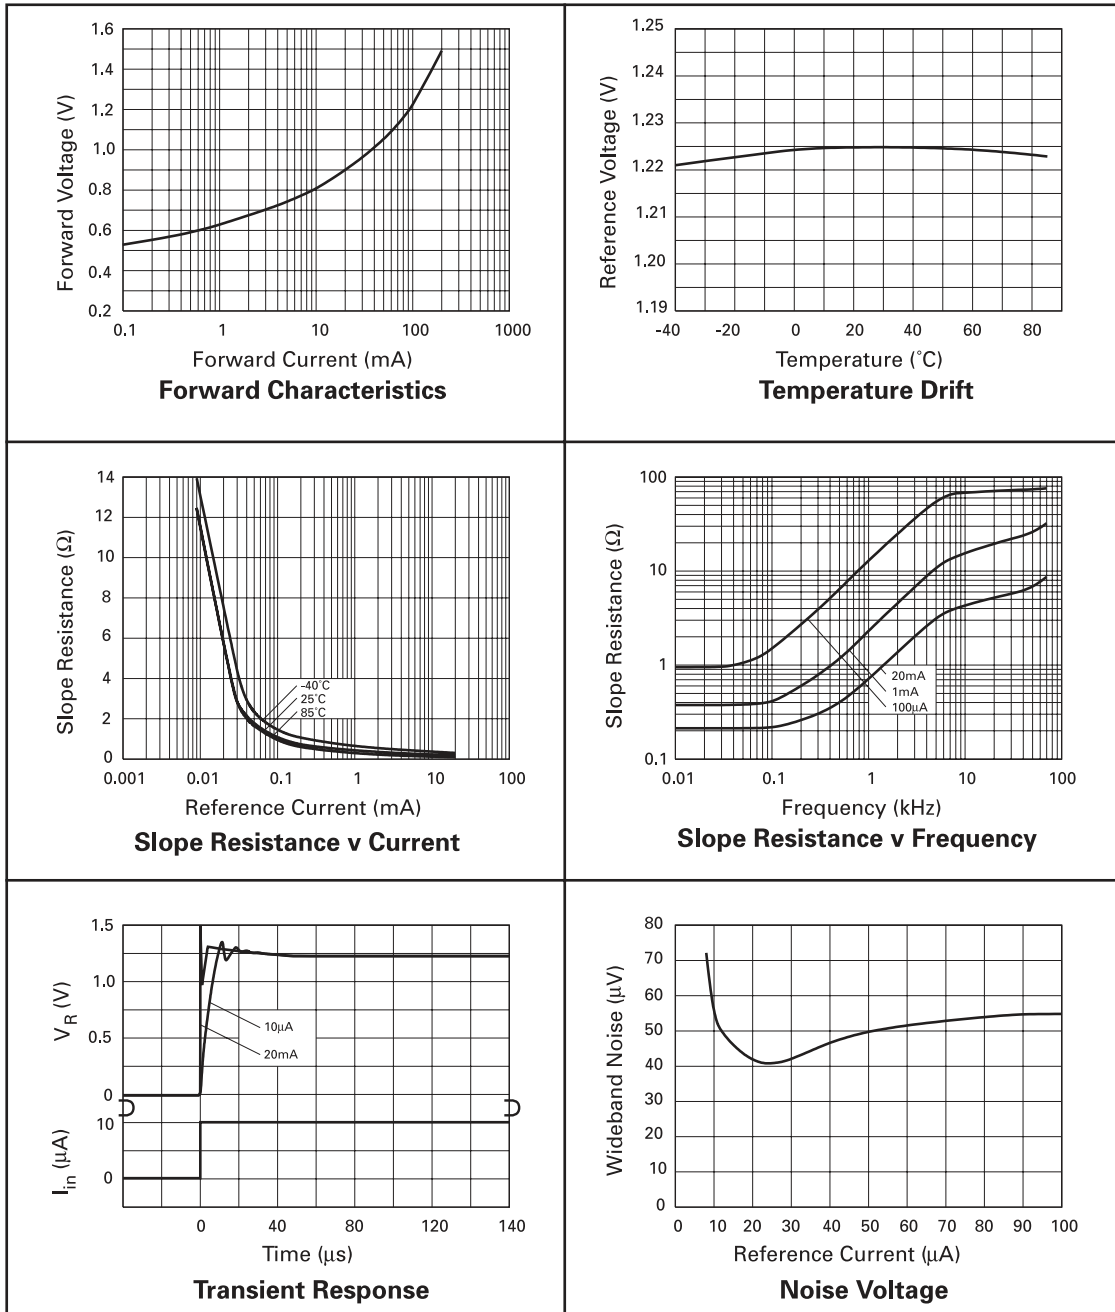 1.6
1.4
1.2
1.0
0.8
0.6
0.4
0.2
Forward Voltage (V)
0.1 1 10 100 1000
Forward Current (mA)
Forward Characteristics
1.25
1.24
1.23
1.22
1.21
1.20
1.19
Reference Voltage (V)
-40 -20 0 20 40 60 80
Temperature (˚C)
Temperature Drift
14
12
10
8
6
4
2
0
Slope Resistance (Ω)
-40˚C
25˚C
85˚C
0.001 0.01 0.1 1 10 100
Reference Current (mA)
Slope Resistance v Current
100
10
1
0.1
Slope Resistance (Ω)
20mA
1mA
100µA
0.01 0.1 1 10 100
Frequency (kHz)
Slope Resistance v Frequency
1.5
1.0
0.5
0
V_R (V)
10µA
20mA
10
0
I_in (µA)
0 40 80 120 140
Time (µs)
Transient Response
80
70
60
50
40
30
20
10
0
Wideband Noise (µV)
0 10 20 30 40 50 60 70 80 90 100
Reference Current (µA)
Noise Voltage